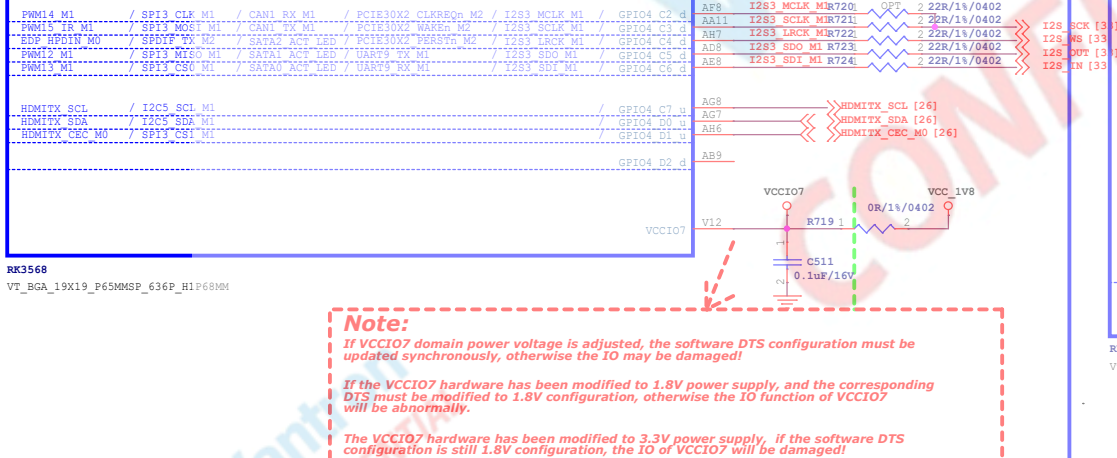 PWM14_M1 / SPI3_CLK_M1 / CAN1_RX_M1 / PCIE30X2_CLKREQn_M2 / I2S3_MCLK_M1 / GPIO4_C2_d AF8 I2S3_MCLK_M1 R720 1 OPT 2 22R/1%/0402
PWM15_IR_M1 / SPI3_MOSI_M1 / CAN1_TX_M1 / PCIE30X2_WAKEn_M2 / I2S3_SCLK_M1 / GPIO4_C3_d AA11 I2S3_SCLK_M1 R721 2 22R/1%/0402 I2S_SCK [33]
EDP_HPDIN_M0 / SPDIF_TX_M2 / SATA2_ACT_LED / PCIE30X2_PERSTn_M2 / I2S3_LRCK_M1 / GPIO4_C4_d AH7 I2S3_LRCK_M1 R722 2 22R/1%/0402 I2S_WS [33]
PWM12_M1 / SPI3_MISO_M1 / SATA1_ACT_LED / UART9_TX_M1 / I2S3_SDO_M1 / GPIO4_C5_d AD8 I2S3_SDO_M1 R723 2 22R/1%/0402 I2S_OUT [33]
PWM13_M1 / SPI3_CS0_M1 / SATA0_ACT_LED / UART9_RX_M1 / I2S3_SDI_M1 / GPIO4_C6_d AE8 I2S3_SDI_M1 R724 2 22R/1%/0402 I2S_IN [33
HDMITX_SCL / I2C5_SCL_M1 / GPIO4_C7_u AG8 HDMITX_SCL [26]
HDMITX_SDA / I2C5_SDA_M1 / GPIO4_D0_u AG7 HDMITX_SDA [26]
HDMITX_CEC_M0 / SPI3_CS1_M1 / GPIO4_D1_u AH6 HDMITX_CEC_M0 [26]
GPIO4_D2_d AB9
VCCIO7 VCC_1V8
0R/1%/0402
VCCIO7 V12 R719 1 2
1
C511
0.1uF/16V
2
RK3568
VT_BGA_19X19_P65MMSP_636P_H1P68MM
Note:
If VCCIO7 domain power voltage is adjusted, the software DTS configuration must be
updated synchronously, otherwise the IO may be damaged!
If the VCCIO7 hardware has been modified to 1.8V power supply, and the corresponding
DTS must be modified to 1.8V configuration, otherwise the IO function of VCCIO7
will be abnormally.
The VCCIO7 hardware has been modified to 3.3V power supply, if the software DTS
configuration is still 1.8V configuration, the IO of VCCIO7 will be damaged!
R
V